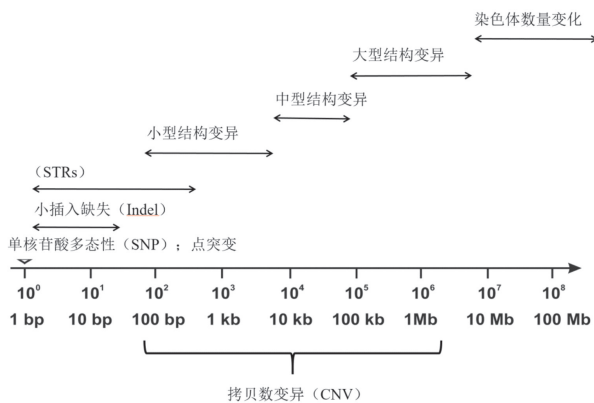 染色体数量变化
大型结构变异
中型结构变异
小型结构变异
（STRs）
小插入缺失（Indel）
单核苷酸多态性（SNP）；点突变
10⁰ 10¹ 10² 10³ 10⁴ 10⁵ 10⁶ 10⁷ 10⁸
1 bp 10 bp 100 bp 1 kb 10 kb 100 kb 1Mb 10 Mb 100 Mb
拷贝数变异（CNV）